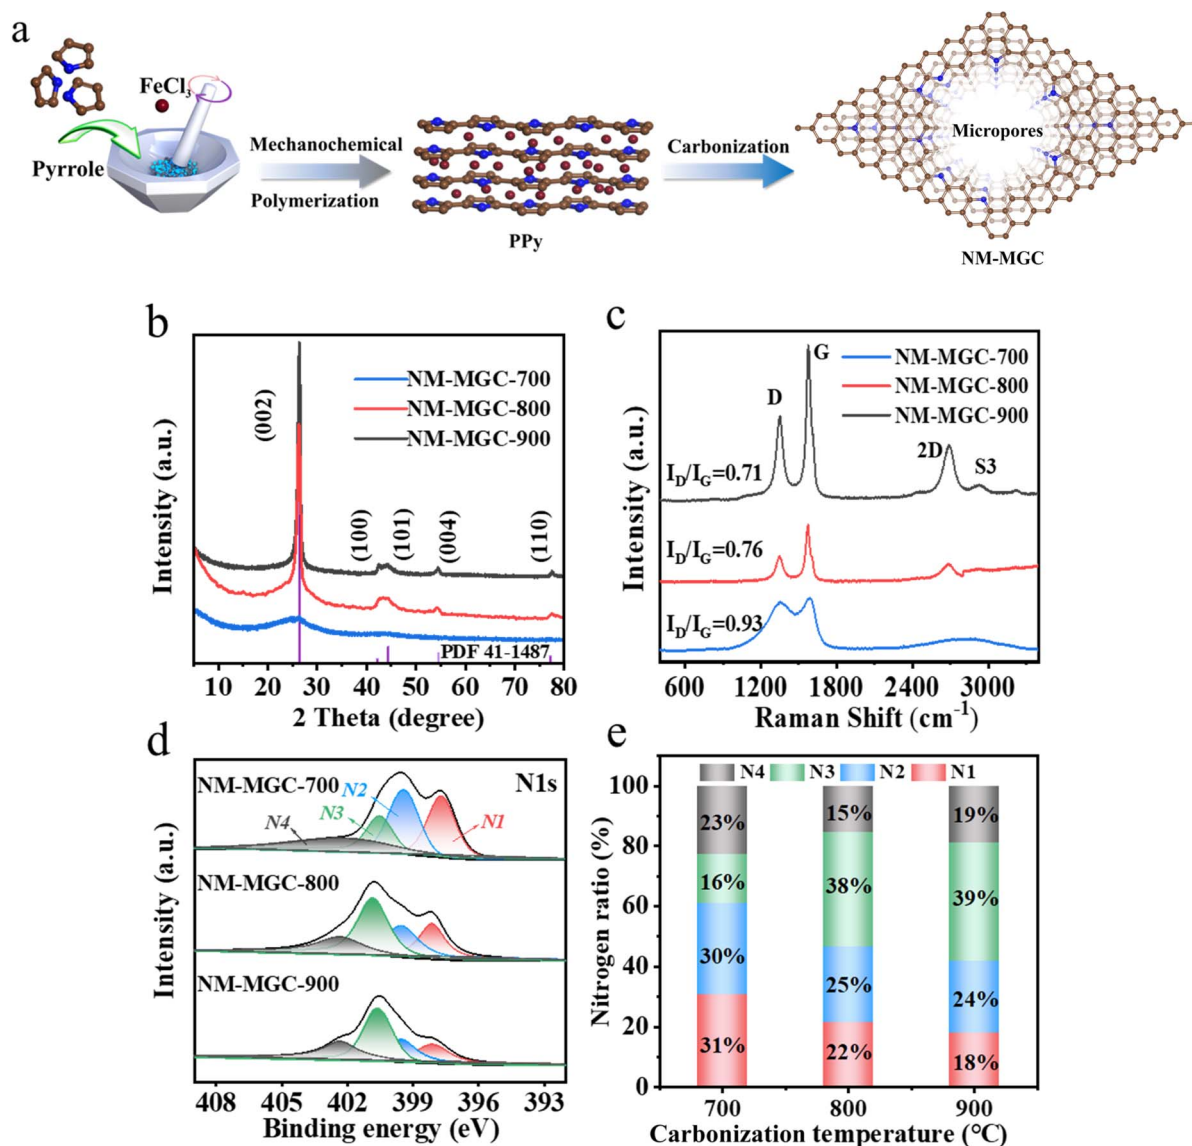 a
FeCl3
Pyrrole
Mechanochemical
Polymerization
PPy
Carbonization
Micropores
NM-MGC
b
Intensity (a.u.)
NM-MGC-700
NM-MGC-800
NM-MGC-900
(002)
(100)
(101)
(004)
(110)
PDF 41-1487
10 20 30 40 50 60 70 80
2 Theta (degree)
c
Intensity (a.u.)
NM-MGC-700
NM-MGC-800
NM-MGC-900
D
G
2D
S3
ID/IG=0.71
ID/IG=0.76
ID/IG=0.93
600 1200 1800 2400 3000
Raman Shift (cm-1)
d
Intensity (a.u.)
N1s
NM-MGC-700
N4
N3
N2
N1
NM-MGC-800
NM-MGC-900
408 405 402 399 396 393
Binding energy (eV)
e
Nitrogen ratio (%)
N4 N3 N2 N1
100
80
60
40
20
0
23% 15% 19%
16% 38% 39%
30% 25% 24%
31% 22% 18%
700 800 900
Carbonization temperature (°C)